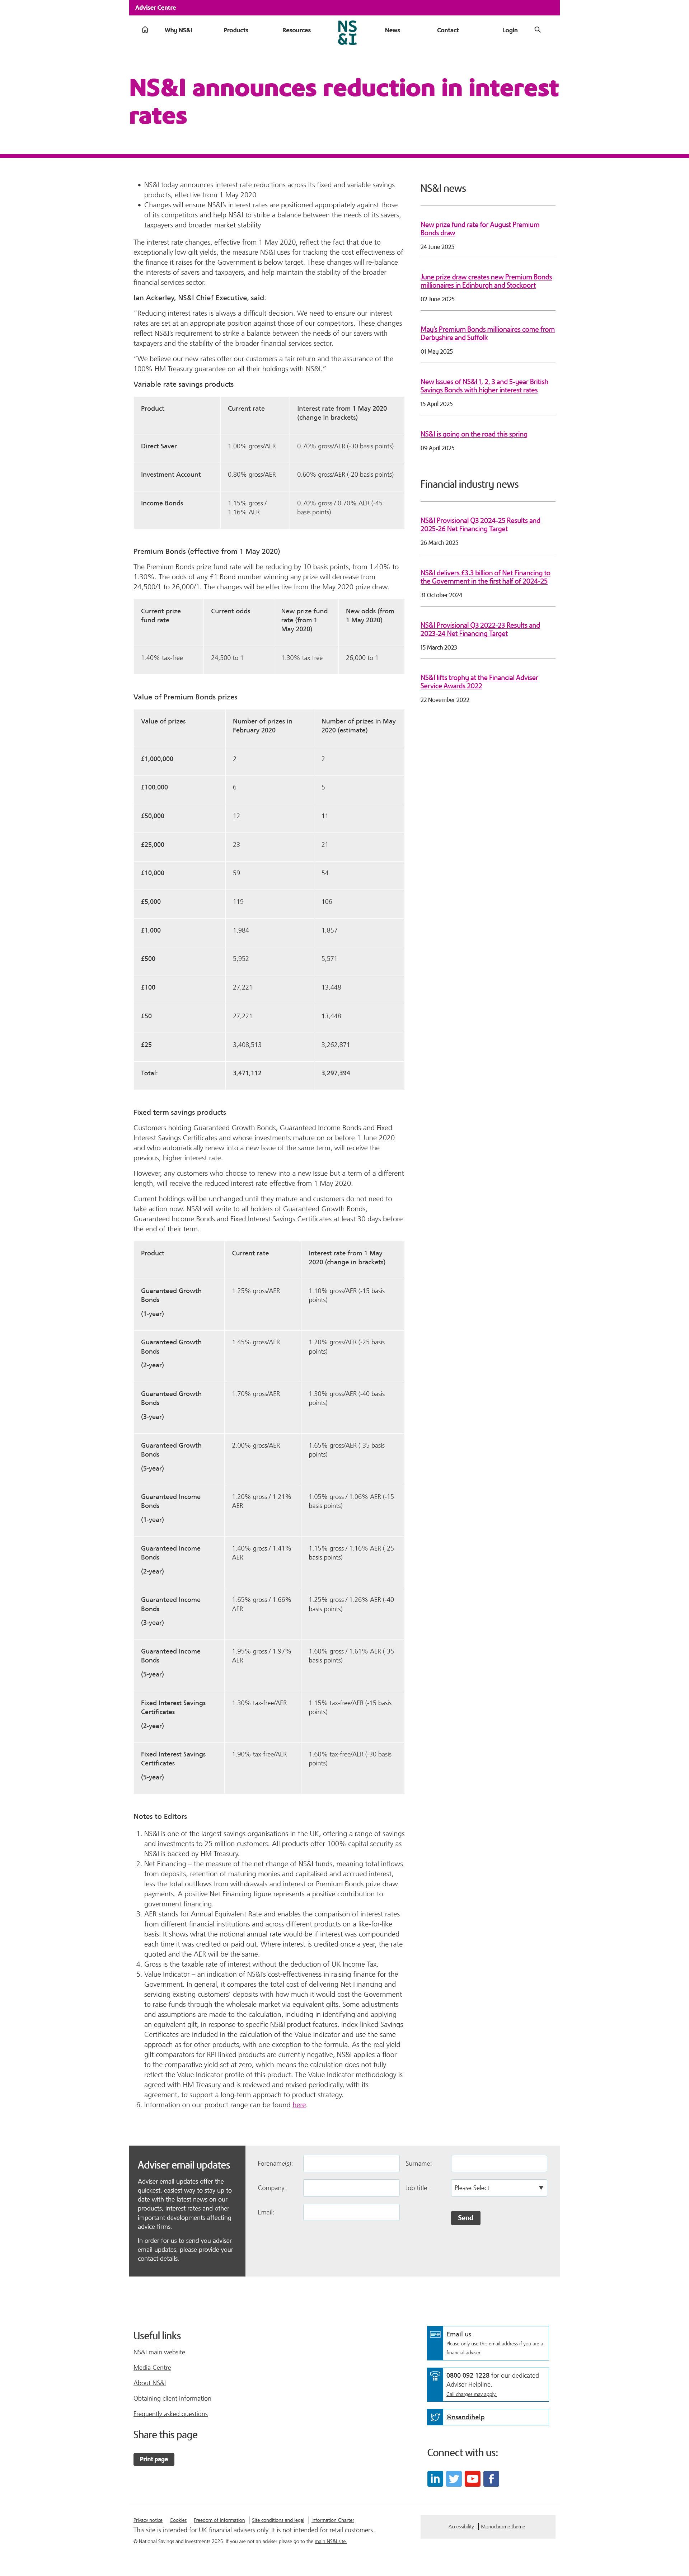 Adviser Centre
Why NS&I
Products
Resources
NS
&I
News
Contact
Login
NS&I announces reduction in interest
rates
NS&I today announces interest rate reductions across its fixed and variable savings
products, effective from 1 May 2020
Changes will ensure NS&I's interest rates are positioned appropriately against those
of its competitors and help NS&I to strike a balance between the needs of its savers,
taxpayers and broader market stability
The interest rate changes, effective from 1 May 2020, reflect the fact that due to
exceptionally low gilt yields, the measure NS&I uses for tracking the cost effectiveness of
the finance it raises for the Government is below target. These changes will re-balance
the interests of savers and taxpayers, and help maintain the stability of the broader
financial services sector.
Ian Ackerley, NS&I Chief Executive, said:
"Reducing interest rates is always a difficult decision. We need to ensure that our interest
rates are set at an appropriate position against those of our competitors. These changes
reflect NS&I's requirement to strike a balance between the needs of our savers with
taxpayers and the stability of the broader financial services sector.
"We believe our new rates offer our customers a fair return and the assurance of the
100% HM Treasury guarantee on all their holdings with NS&I."
Variable rate savings products
Product
Current rate
Interest rate from 1 May 2020
(change in brackets)
Direct Saver
1.00% gross/AER
0.70% gross/AER (-30 basis points)
Investment Account
0.80% gross/AER
0.60% gross/AER (-20 basis points)
Income Bonds
1.15% gross /
1.16% AER
0.70% gross / 0.70% AER (-45
basis points)
Premium Bonds (effective from 1 May 2020)
The Premium Bonds prize fund rate will be reducing by 10 basis points, from 1.40% to
1.30%. The odds of any £1 Bond number winning any prize will decrease from
24,500/1 to 26,000/1. The changes will be effective from the May 2020 prize draw.
Current prize
fund rate
Current odds
New prize fund
rate (from 1
May 2020)
New odds (from
1 May 2020)
1.40% tax-free
24,500 to 1
1.30% tax free
26,000 to 1
Value of Premium Bonds prizes
Value of prizes
Number of prizes in
February 2020
Number of prizes in May
2020 (estimate)
£1,000,000
2
2
£100,000
6
5
£50,000
12
11
£25,000
23
21
£10,000
59
54
£5,000
119
106
£1,000
1,984
1,857
£500
5,952
5,571
£100
27,221
13,448
£50
27,221
13,448
£25
3,408,513
3,262,871
Total:
3,471,112
3,297,394
Fixed term savings products
Customers holding Guaranteed Growth Bonds, Guaranteed Income Bonds and Fixed
Interest Savings Certificates and whose investments mature on or before 1 June 2020
and who automatically renew into a new Issue of the same term, will receive the
previous, higher interest rate.
However, any customers who choose to renew into a new Issue but a term of a different
length, will receive the reduced interest rate effective from 1 May 2020.
Current holdings will be unchanged until they mature and customers do not need to
take action now. NS&I will write to all holders of Guaranteed Growth Bonds,
Guaranteed Income Bonds and Fixed Interest Savings Certificates at least 30 days before
the end of their term.
Product
Current rate
Interest rate from 1 May
2020 (change in brackets)
Guaranteed Growth
Bonds
(1-year)
1.25% gross/AER
1.10% gross/AER (-15 basis
points)
Guaranteed Growth
Bonds
(2-year)
1.45% gross/AER
1.20% gross/AER (-25 basis
points)
Guaranteed Growth
Bonds
(3-year)
1.70% gross/AER
1.30% gross/AER (-40 basis
points)
Guaranteed Growth
Bonds
(5-year)
2.00% gross/AER
1.65% gross/AER (-35 basis
points)
Guaranteed Income
Bonds
(1-year)
1.20% gross / 1.21%
AER
1.05% gross / 1.06% AER (-15
basis points)
Guaranteed Income
Bonds
(2-year)
1.40% gross / 1.41%
AER
1.15% gross / 1.16% AER (-25
basis points)
Guaranteed Income
Bonds
(3-year)
1.65% gross / 1.66%
AER
1.25% gross / 1.26% AER (-40
basis points)
Guaranteed Income
Bonds
(5-year)
1.95% gross / 1.97%
AER
1.60% gross / 1.61% AER (-35
basis points)
Fixed Interest Savings
Certificates
(2-year)
1.30% tax-free/AER
1.15% tax-free/AER (-15 basis
points)
Fixed Interest Savings
Certificates
(5-year)
1.90% tax-free/AER
1.60% tax-free/AER (-30 basis
points)
Notes to Editors
1. NS&I is one of the largest savings organisations in the UK, offering a range of savings
and investments to 25 million customers. All products offer 100% capital security as
NS&I is backed by HM Treasury.
2. Net Financing – the measure of the net change of NS&I funds, meaning total inflows
from deposits, retention of maturing monies and capitalised and accrued interest,
less the total outflows from withdrawals and interest or Premium Bonds prize draw
payments. A positive Net Financing figure represents a positive contribution to
government financing.
3. AER stands for Annual Equivalent Rate and enables the comparison of interest rates
from different financial institutions and across different products on a like-for-like
basis. It shows what the notional annual rate would be if interest was compounded
each time it was credited or paid out. Where interest is credited once a year, the rate
quoted and the AER will be the same.
4. Gross is the taxable rate of interest without the deduction of UK Income Tax.
5. Value Indicator – an indication of NS&I's cost-effectiveness in raising finance for the
Government. In general, it compares the total cost of delivering Net Financing and
servicing existing customers' deposits with how much it would cost the Government
to raise funds through the wholesale market via equivalent gilts. Some adjustments
and assumptions are made to the calculation, including in identifying and applying
an equivalent gilt, in response to specific NS&I product features. Index-linked Savings
Certificates are included in the calculation of the Value Indicator and use the same
approach as for other products, with one exception to the formula. As the real yield
gilt comparators for RPI linked products are currently negative, NS&I applies a floor
to the comparative yield set at zero, which means the calculation does not fully
reflect the Value Indicator profile of this product. The Value Indicator methodology is
agreed with HM Treasury and is reviewed and revised periodically, with its
agreement, to support a long-term approach to product strategy.
6. Information on our product range can be found here.
NS&I news
New prize fund rate for August Premium
Bonds draw
24 June 2025
June prize draw creates new Premium Bonds
millionaires in Edinburgh and Stockport
02 June 2025
May's Premium Bonds millionaires come from
Derbyshire and Suffolk
01 May 2025
New Issues of NS&I 1, 2, 3 and 5-year British
Savings Bonds with higher interest rates
15 April 2025
NS&I is going on the road this spring
09 April 2025
Financial industry news
NS&I Provisional Q3 2024-25 Results and
2025-26 Net Financing Target
26 March 2025
NS&I delivers £3.3 billion of Net Financing to
the Government in the first half of 2024-25
31 October 2024
NS&I Provisional Q3 2022-23 Results and
2023-24 Net Financing Target
15 March 2023
NS&I lifts trophy at the Financial Adviser
Service Awards 2022
22 November 2022
Adviser email updates
Adviser email updates offer the
quickest, easiest way to stay up to
date with the latest news on our
products, interest rates and other
important developments affecting
advice firms.
In order for us to send you adviser
email updates, please provide your
contact details.
Forename(s):
Surname:
Company:
Job title:
Please Select
Email:
Send
Useful links
NS&I main website
Media Centre
About NS&I
Obtaining client information
Frequently asked questions
Share this page
Print page
Email us
Please only use this email address if you are a
financial adviser.
0800 092 1228 for our dedicated
Adviser Helpline.
Call charges may apply.
@nsandihelp
Connect with us:
Privacy notice
Cookies
Freedom of Information
Site conditions and legal
Information Charter
This site is intended for UK financial advisers only. It is not intended for retail customers.
© National Savings and Investments 2025. If you are not an adviser please go to the main NS&I site.
Accessibility
Monochrome theme